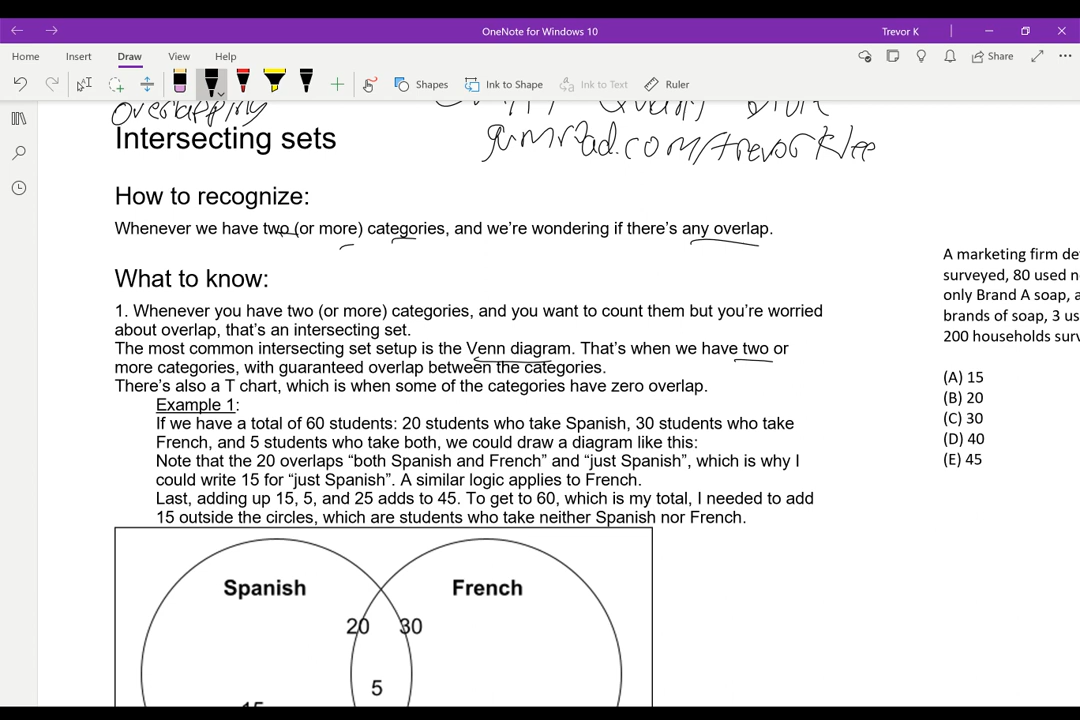 OneNote for Windows 10
Trevor K
Home Insert Draw View Help
Share
Shapes Ink to Shape Ink to Text Ruler
overlapping
Intersecting sets
gumroad.com/trevorklee
How to recognize:
Whenever we have two (or more) categories, and we're wondering if there's any overlap.
What to know:
1. Whenever you have two (or more) categories, and you want to count them but you're worried
about overlap, that's an intersecting set.
The most common intersecting set setup is the Venn diagram. That's when we have two or
more categories, with guaranteed overlap between the categories.
There's also a T chart, which is when some of the categories have zero overlap.
Example 1:
If we have a total of 60 students: 20 students who take Spanish, 30 students who take
French, and 5 students who take both, we could draw a diagram like this:
Note that the 20 overlaps “both Spanish and French” and “just Spanish”, which is why I
could write 15 for “just Spanish”. A similar logic applies to French.
Last, adding up 15, 5, and 25 adds to 45. To get to 60, which is my total, I needed to add
15 outside the circles, which are students who take neither Spanish nor French.
Spanish French
20 30
5
15
A marketing firm de
surveyed, 80 used n
only Brand A soap, a
brands of soap, 3 us
200 households surv
(A) 15
(B) 20
(C) 30
(D) 40
(E) 45